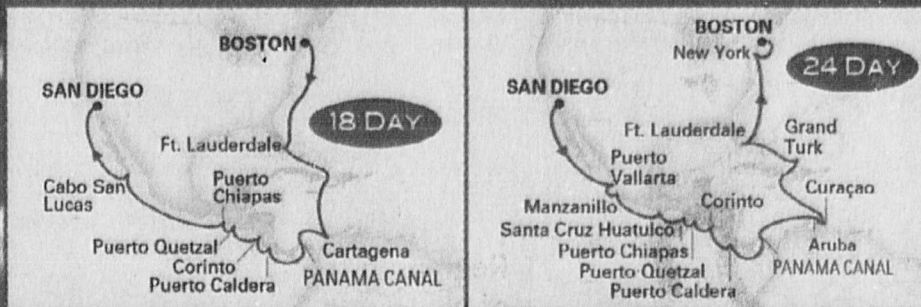 BOSTON
SAN DIEGO
18 DAY
Ft. Lauderdale
Cabo San
Lucas
Puerto
Chiapas
Puerto Quetzal
Corinto
Puerto Caldera
Cartagena
PANAMA CANAL
BOSTON
New York
24 DAY
SAN DIEGO
Ft. Lauderdale
Grand
Turk
Puerto
Vallarta
Curaçao
Manzanillo
Corinto
Santa Cruz Huatulco
Aruba
Puerto Chiapas
PANAMA CANAL
Puerto Quetzal
Puerto Caldera